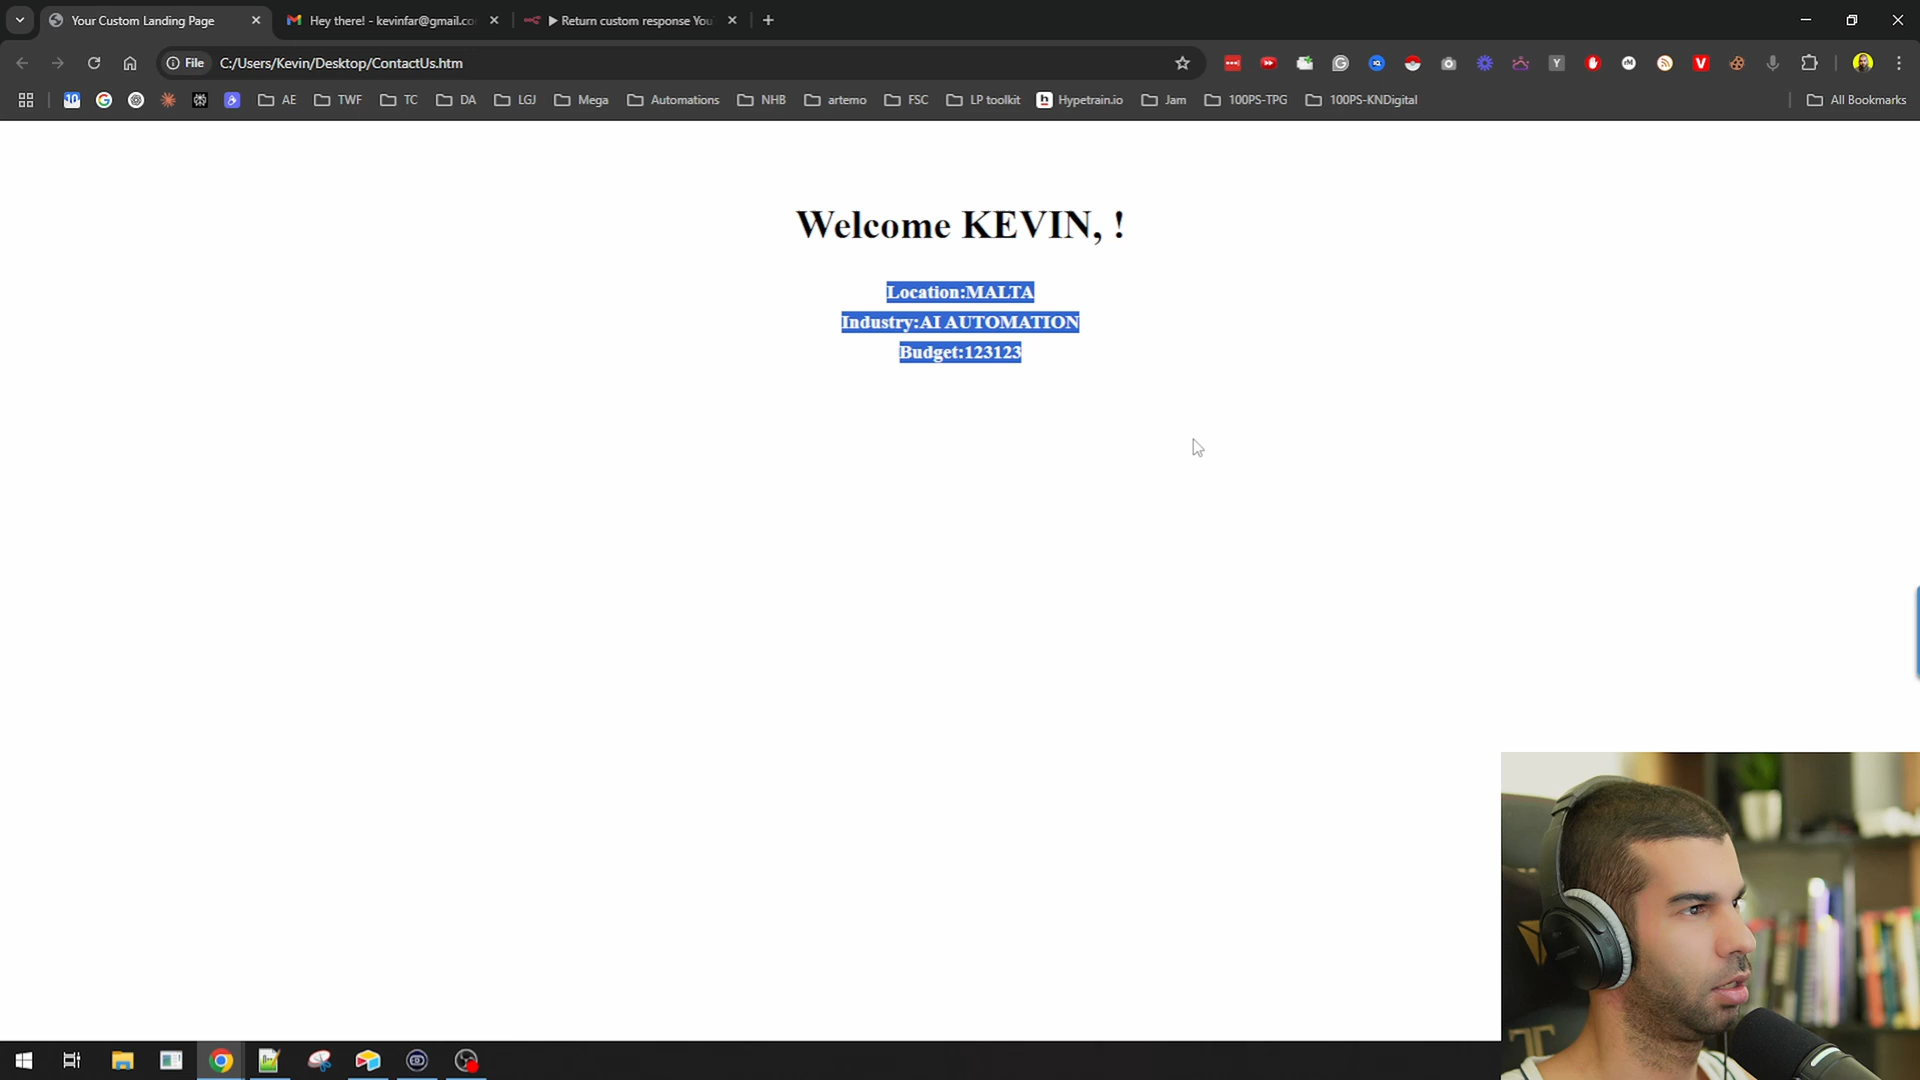 Your Custom Landing Page
Hey there! - kevinfar@gmail.co
▶ Return custom response You
File
C:/Users/Kevin/Desktop/ContactUs.htm
AE
TWF
TC
DA
LGJ
Mega
Automations
NHB
artemo
FSC
LP toolkit
Hypetrain.io
Jam
100PS-TPG
100PS-KNDigital
All Bookmarks
Welcome KEVIN, !
Location:MALTA
Industry:AI AUTOMATION
Budget:123123